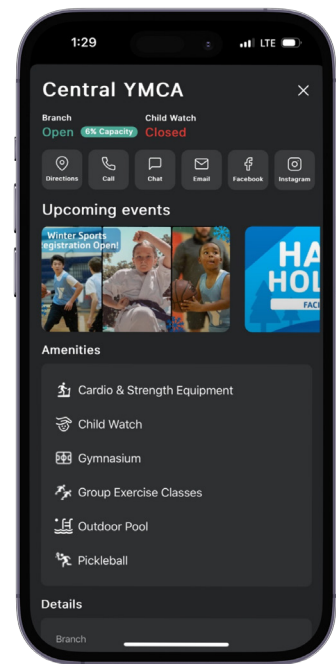 1:29
LTE
Central YMCA
Branch
Child Watch
Open
6% Capacity
Closed
Directions
Call
Chat
Email
Facebook
Instagram
Upcoming events
Winter Sports
egistration Open!
HA
HOL
FACI
Amenities
Cardio & Strength Equipment
Child Watch
Gymnasium
Group Exercise Classes
Outdoor Pool
Pickleball
Details
Branch